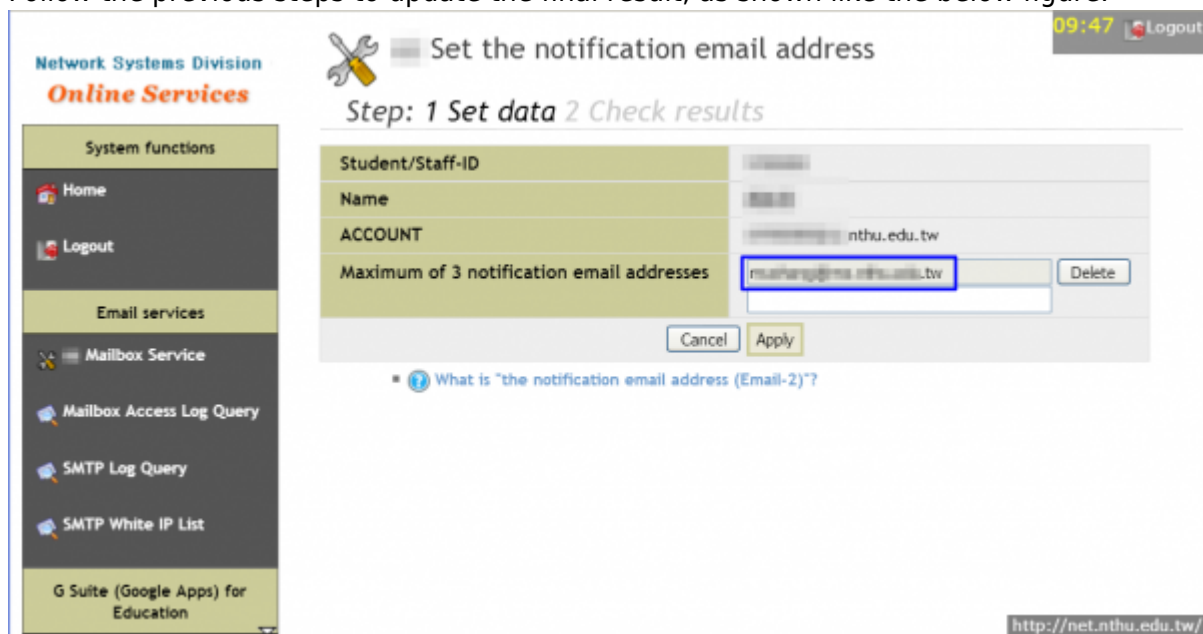 Follow the previous steps to update the final result, as shown like the below figure.
09:47 Logout
Network Systems Division
Online Services
Set the notification email address
Step: 1 Set data 2 Check results
System functions
Home
Logout
Email services
Mailbox Service
Mailbox Access Log Query
SMTP Log Query
SMTP White IP List
G Suite (Google Apps) for
Education
Student/Staff-ID
Name
ACCOUNT nthu.edu.tw
Maximum of 3 notification email addresses .tw Delete
Cancel Apply
What is "the notification email address (Email-2)"?
http://net.nthu.edu.tw/